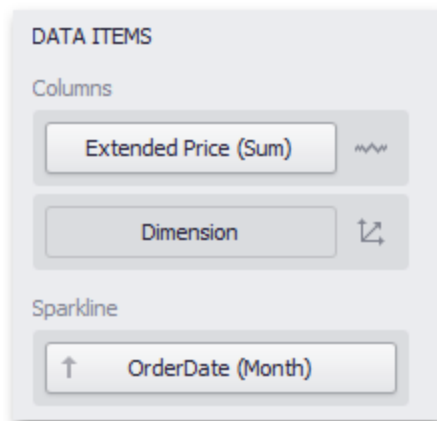 DATA ITEMS
Columns
Extended Price (Sum)
Dimension
Sparkline
OrderDate (Month)